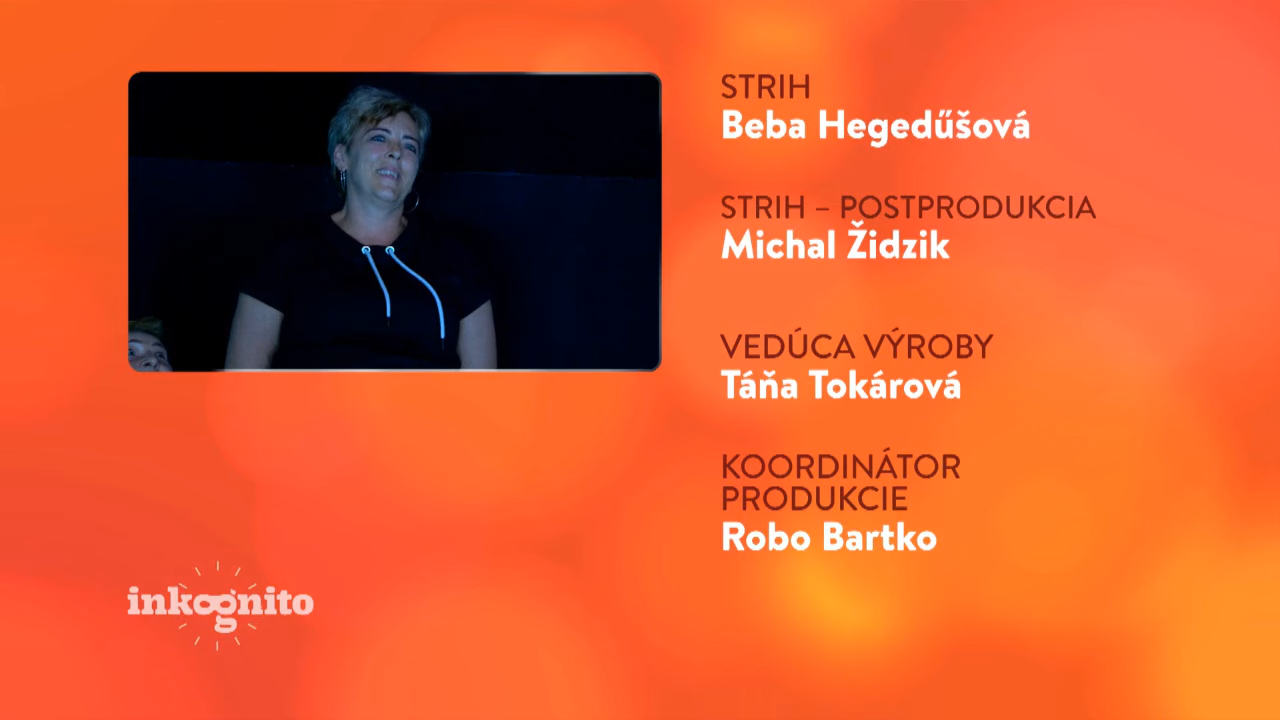 STRIH
Beba Hegedűšová
STRIH – POSTPRODUKCIA
Michal Židzik
VEDÚCA VÝROBY
Táňa Tokárová
KOORDINÁTOR
PRODUKCIE
Robo Bartko
inkognito